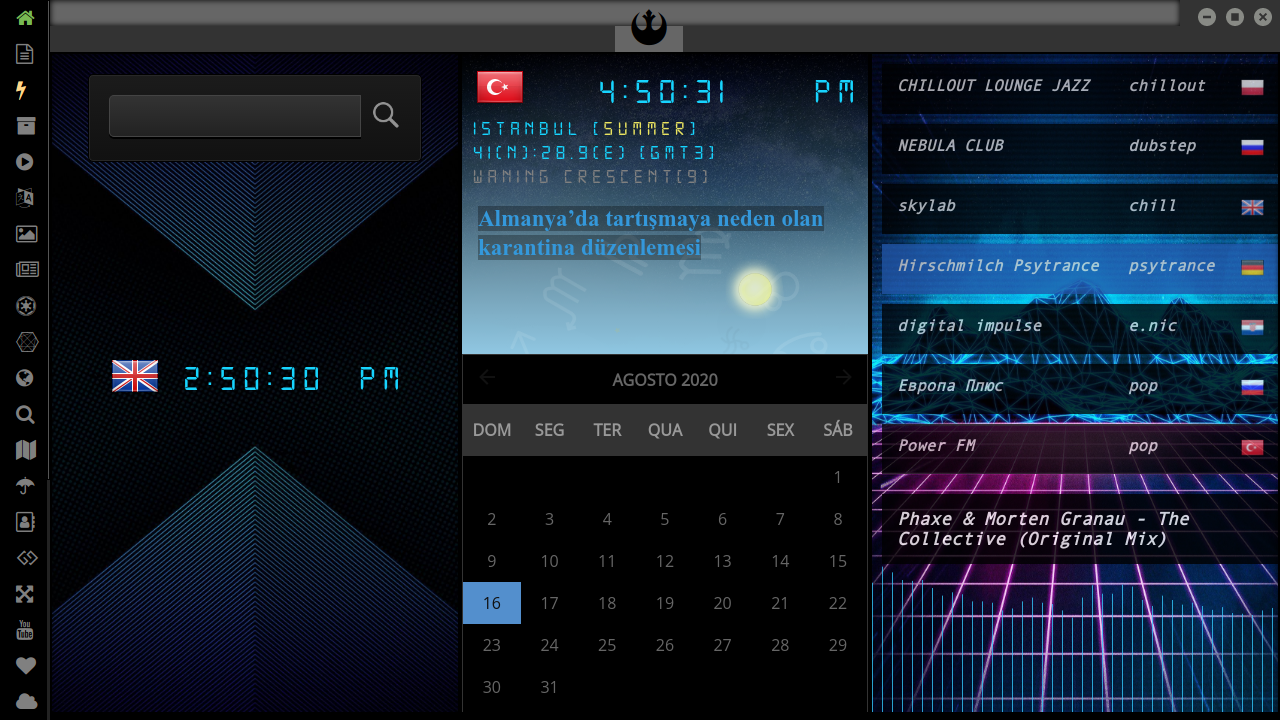 2:50:30 PM
4:50:31 PM
ISTANBUL (SUMMER)
41(N):28.9(E) (GMT3)
WANING CRESCENT(9)
Almanya’da tartışmaya neden olan
karantina düzenlemesi
AGOSTO 2020
DOM SEG TER QUA QUI SEX SÁB
1
2 3 4 5 6 7 8
9 10 11 12 13 14 15
16 17 18 19 20 21 22
23 24 25 26 27 28 29
30 31
CHILLOUT LOUNGE JAZZ chillout
NEBULA CLUB dubstep
skylab chill
Hirschmilch Psytrance psytrance
digital impulse e.nic
Европа Плюс pop
Power FM pop
Phaxe & Morten Granau - The
Collective (Original Mix)
You
Tube